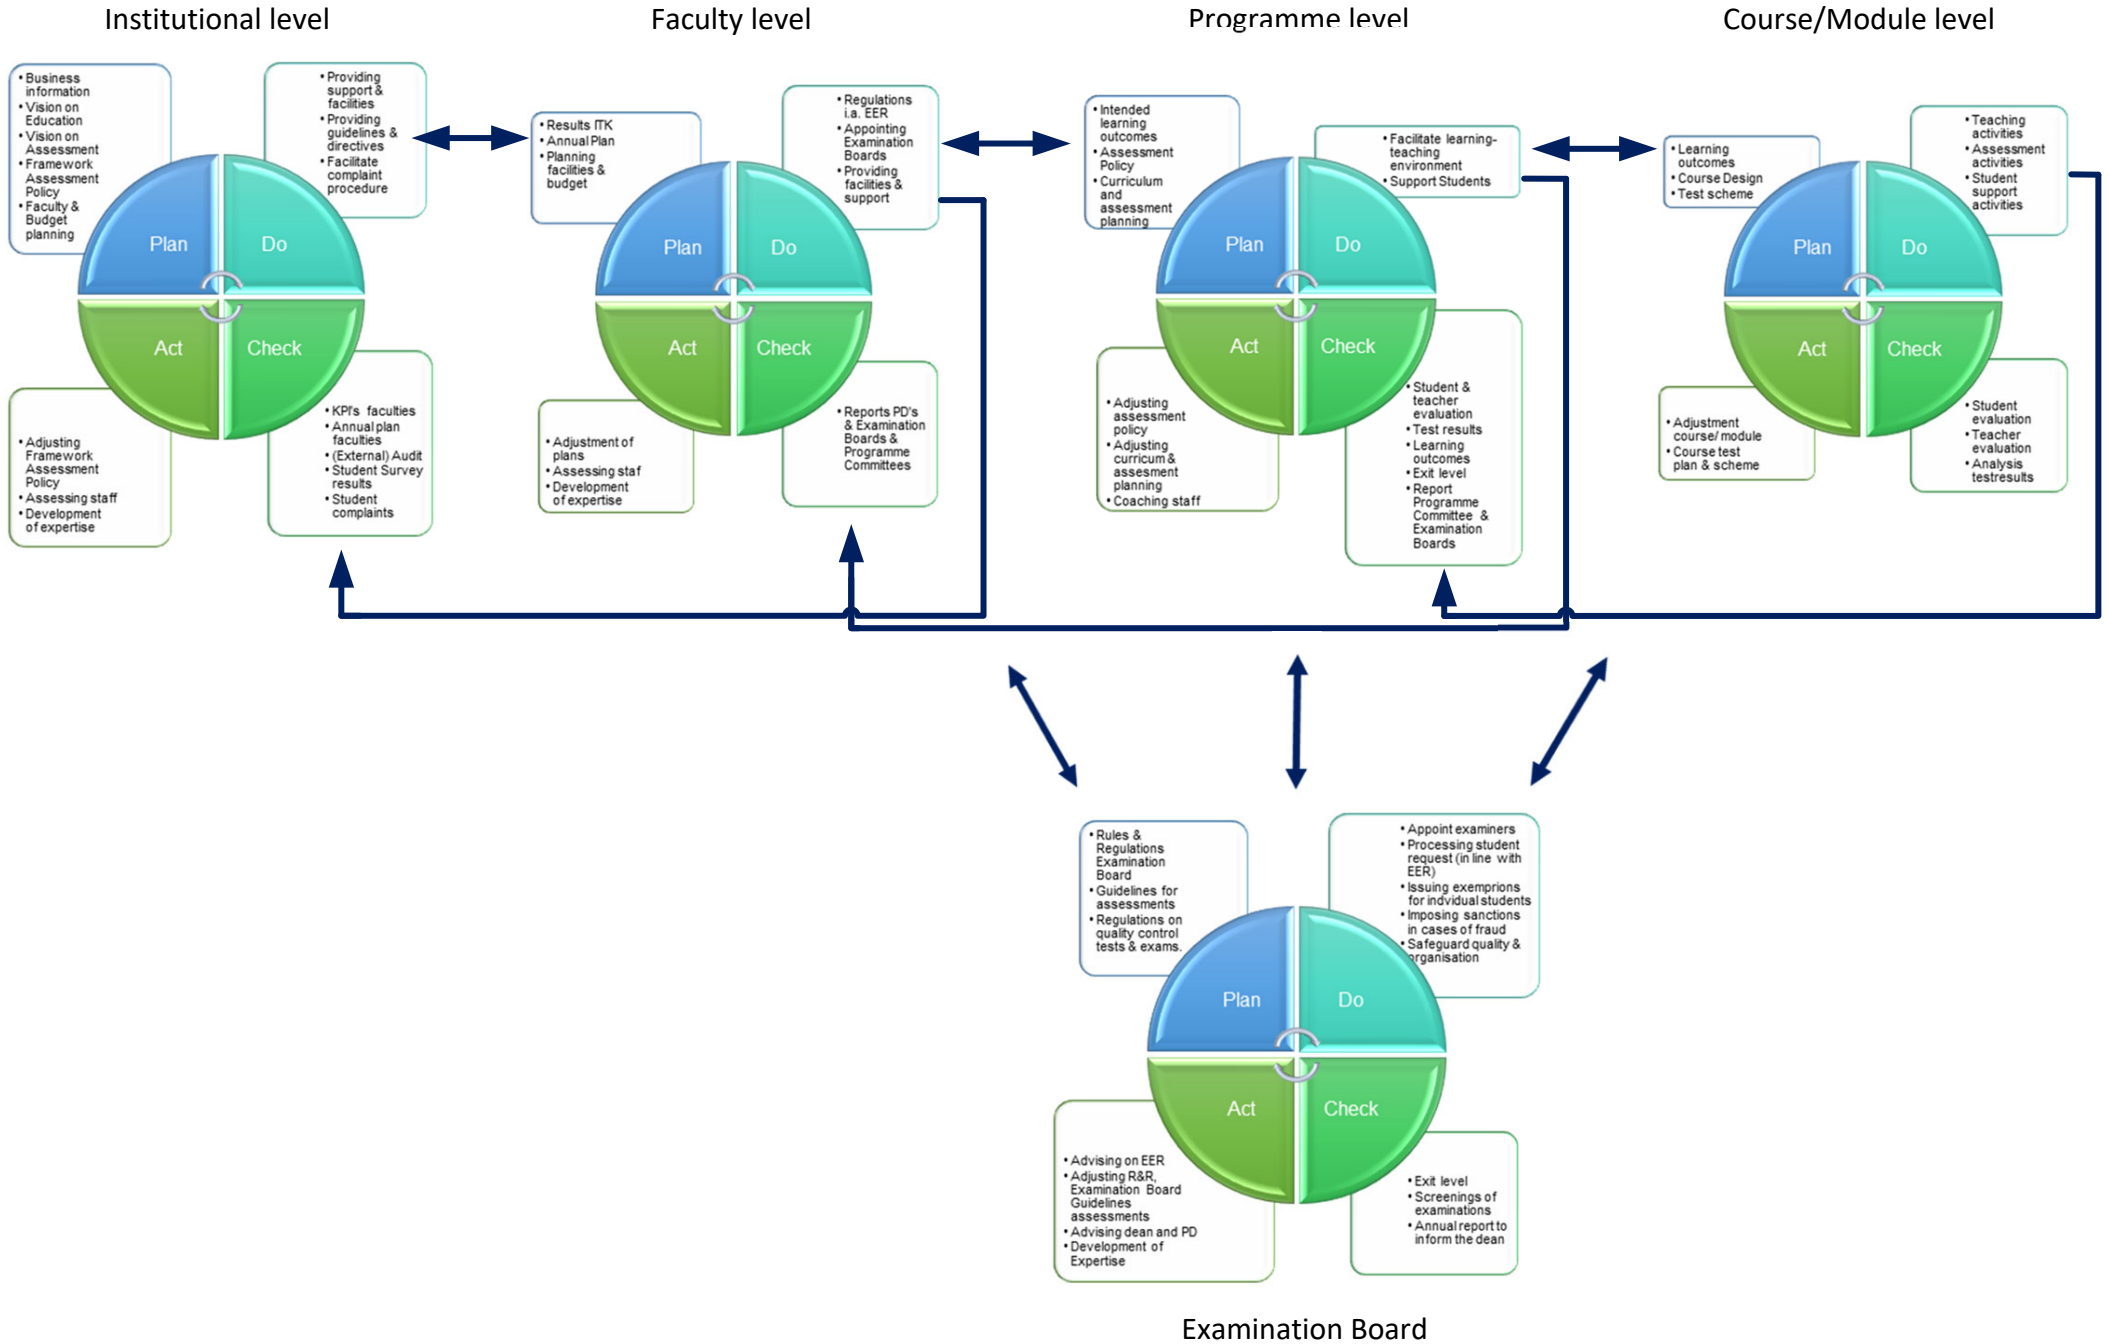 Institutional level
• Business
information
• Vision on
Education
• Vision on
Assessment
• Framework
Assessment
Policy
• Faculty &
Budget
planning
• Providing
support &
facilities
• Providing
guidelines &
directives
• Facilitate
complaint
procedure
Plan
Do
Act
Check
• Adjusting
Framework
Assessment
Policy
• Assessing staff
• Development
of expertise
• KPI's faculties
• Annual plan
faculties
• (External) Audit
• Student Survey
results
• Student
complaints
Faculty level
• Results ITK
• Annual Plan
• Planning
facilities &
budget
• Regulations
i.a. EER
• Appointing
Examination
Boards
• Providing
facilities &
support
Plan
Do
Act
Check
• Adjustment of
plans
• Assessing staf
• Development
of expertise
• Reports PD's
& Examination
Boards &
Programme
Committees
Programme level
• Intended
learning
outcomes
• Assessment
Policy
• Curriculum
and
assessment
planning
• Facilitate learning-
teaching
environment
• Support Students
Plan
Do
Act
Check
• Adjusting
assessment
policy
• Adjusting
curricum &
assesment
planning
• Coaching staff
• Student &
teacher
evaluation
• Test results
• Learning
outcomes
• Exit level
• Report
Programme
Committee &
Examination
Boards
Course/Module level
• Learning
outcomes
• Course Design
• Test scheme
• Teaching
activities
• Assessment
activities
• Student
support
activities
Plan
Do
Act
Check
• Adjustment
course/ module
• Course test
plan & scheme
• Student
evaluation
• Teacher
evaluation
• Analysis
testresults
• Rules &
Regulations
Examination
Board
• Guidelines for
assessments
• Regulations on
quality control
tests & exams.
• Appoint examiners
• Processing student
request (in line with
EER)
• Issuing exemprions
for indvidual students
• Imposing sanctions
in cases of fraud
• Safeguard quality &
organisation
Plan
Do
Act
Check
• Advising on EER
• Adjusting R&R,
Examination Board
Guidelines
assessments
• Advising dean and PD
• Development of
Expertise
• Exit level
• Screenings of
examinations
• Annual report to
inform the dean
Examination Board